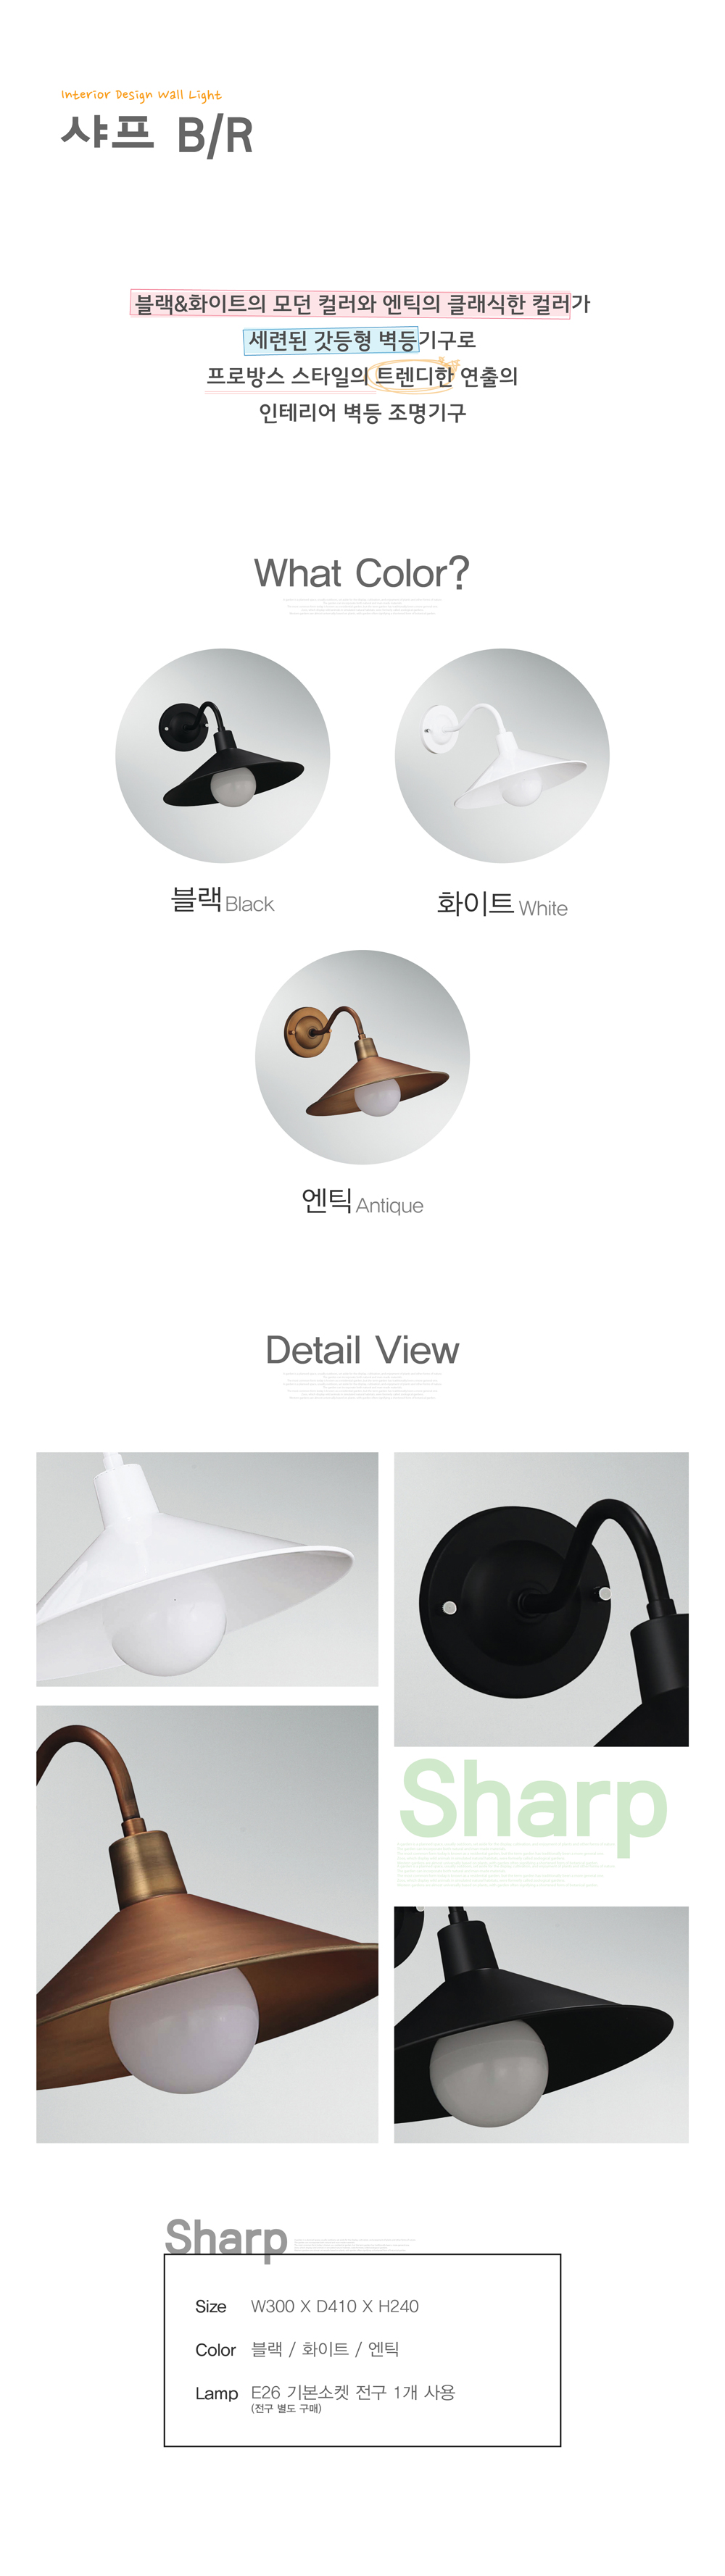 Interior Design Wall Light
샤프 B/R
블랙&화이트의 모던 컬러와 엔틱의 클래식한 컬러가
세련된 갓등형 벽등기구로
프로방스 스타일의 트렌디한 연출의
인테리어 벽등 조명기구
What Color?
블랙 Black
화이트 White
엔틱 Antique
Detail View
Sharp
Sharp
Size W300 X D410 X H240
Color 블랙 / 화이트 / 엔틱
Lamp E26 기본소켓 전구 1개 사용
(전구 별도 구매)